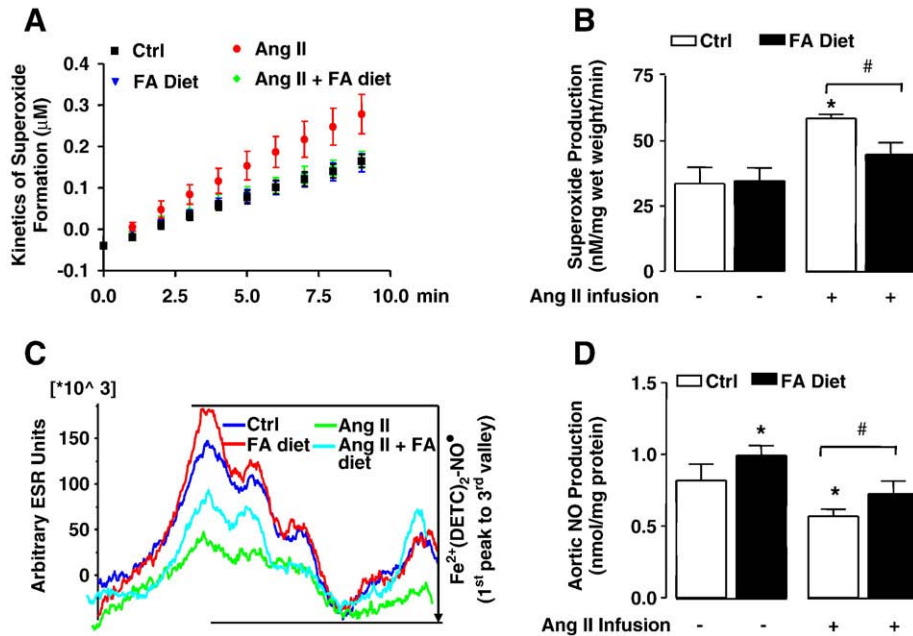 A
Ctrl
Ang II
FA Diet
Ang II + FA diet
Kinetics of Superoxide
Formation (μM)
0.4
0.3
0.2
0.1
0.0
-0.1
0.0 2.5 5.0 7.5 10.0 min
B
Ctrl FA Diet
Superoxide Production
(nM/mg wet weight/min)
75
50
25
0
*
#
Ang II infusion - - + +
C
[*10^ 3]
Arbitrary ESR Units
150
100
50
0
Ctrl Ang II
FA diet Ang II + FA
diet
Fe2+(DETC)2-NO•
(1st peak to 3rd valley)
D
Ctrl FA Diet
Aortic NO Production
(nmol/mg protein)
1.5
1.0
0.5
0.0
*
*
#
Ang II Infusion - - + +